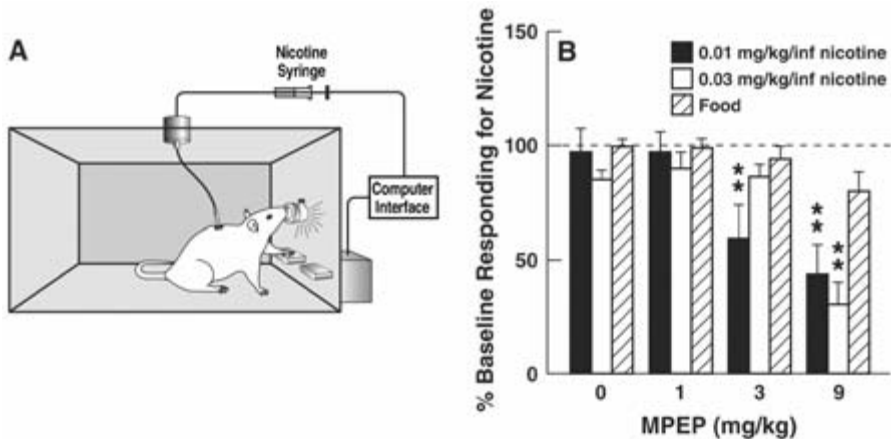 A
Nicotine
Syringe
Computer
Interface
B
% Baseline Responding for Nicotine
150
100
50
0
0.01 mg/kg/inf nicotine
0.03 mg/kg/inf nicotine
Food
**
**
**
0 1 3 9
MPEP (mg/kg)